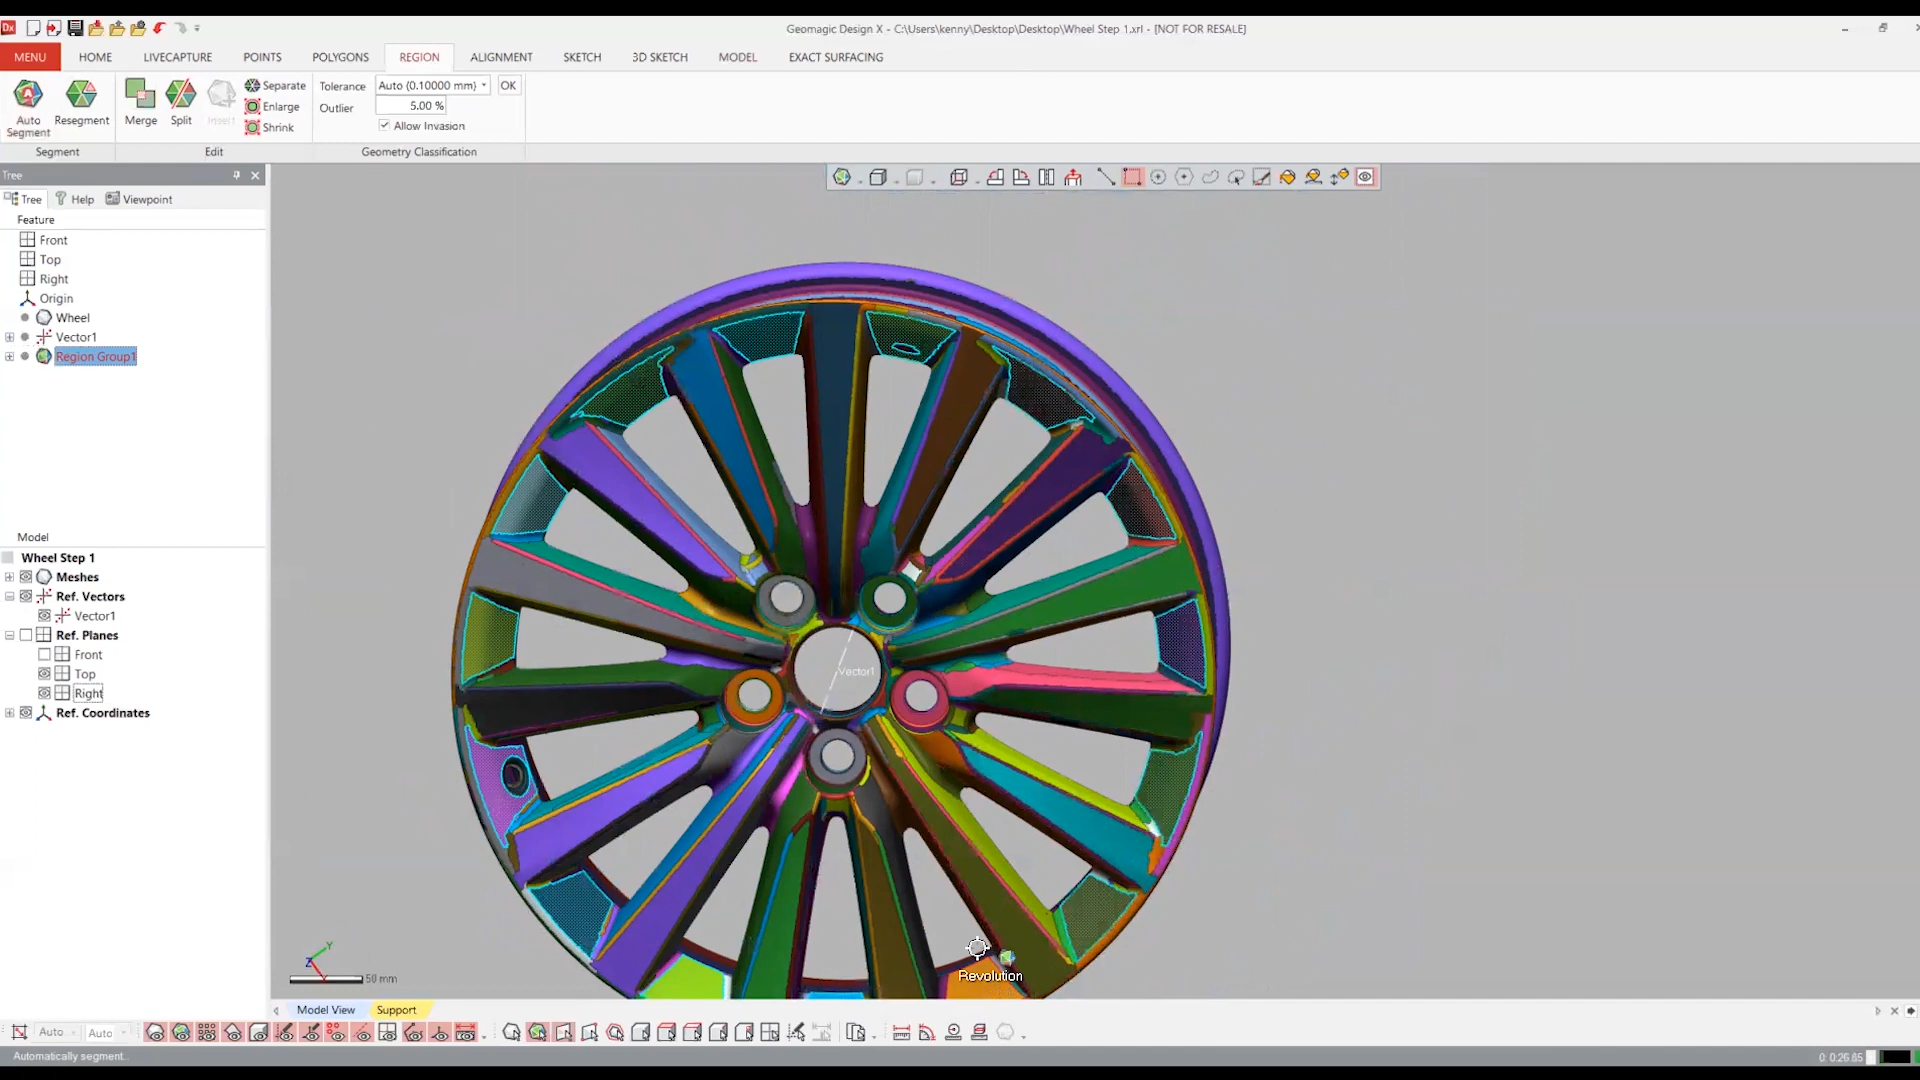 Dx
Geomagic Design X - C:\Users\kenny\Desktop\Desktop\Wheel Step 1.xrl - [NOT FOR RESALE]
MENU HOME LIVECAPTURE POINTS POLYGONS REGION ALIGNMENT SKETCH 3D SKETCH MODEL EXACT SURFACING
Auto Segment
Resegment
Merge
Split
Insert
Separate
Enlarge
Shrink
Tolerance Auto (0.10000 mm) OK
Outlier 5.00 %
Allow Invasion
Segment Edit Geometry Classification
Tree
Tree Help Viewpoint
Feature
Front
Top
Right
Origin
Wheel
Vector1
Region Group1
Model
Wheel Step 1
Meshes
Ref. Vectors
Vector1
Ref. Planes
Front
Top
Right
Ref. Coordinates
Vector1
Revolution
Y
Z
50 mm
Model View Support
Auto Auto
Automatically segment..
0: 0:26.65